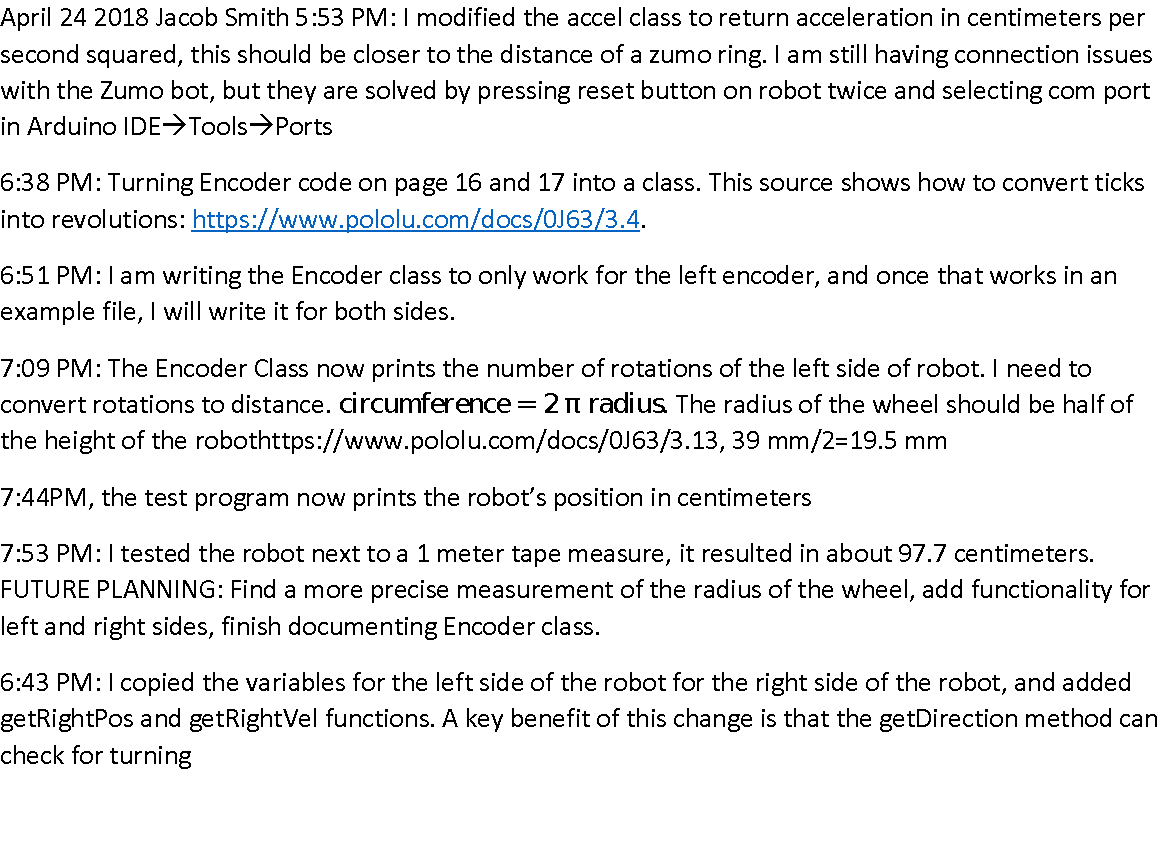 April 24 2018 Jacob Smith 5:53 PM: I modified the accel class to return acceleration in centimeters per
second squared, this should be closer to the distance of a zumo ring. I am still having connection issues
with the Zumo bot, but they are solved by pressing reset button on robot twice and selecting com port
in Arduino IDE→Tools→Ports
6:38 PM: Turning Encoder code on page 16 and 17 into a class. This source shows how to convert ticks
into revolutions: https://www.pololu.com/docs/0J63/3.4.
6:51 PM: I am writing the Encoder class to only work for the left encoder, and once that works in an
example file, I will write it for both sides.
7:09 PM: The Encoder Class now prints the number of rotations of the left side of robot. I need to
convert rotations to distance. circumference = 2 π radius. The radius of the wheel should be half of
the height of the robothttps://www.pololu.com/docs/0J63/3.13, 39 mm/2=19.5 mm
7:44PM, the test program now prints the robot's position in centimeters
7:53 PM: I tested the robot next to a 1 meter tape measure, it resulted in about 97.7 centimeters.
FUTURE PLANNING: Find a more precise measurement of the radius of the wheel, add functionality for
left and right sides, finish documenting Encoder class.
6:43 PM: I copied the variables for the left side of the robot for the right side of the robot, and added
getRightPos and getRightVel functions. A key benefit of this change is that the getDirection method can
check for turning